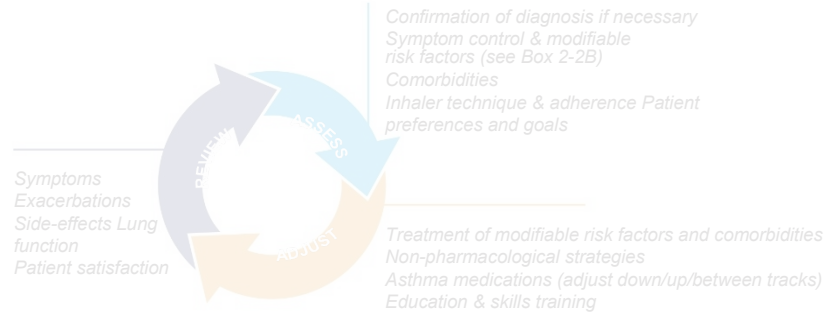 Confirmation of diagnosis if necessary
Symptom control & modifiable
risk factors (see Box 2-2B)
Comorbidities
Inhaler technique & adherence Patient
preferences and goals
REVIEW
ASSESS
ADJUST
Symptoms
Exacerbations
Side-effects Lung
function
Patient satisfaction
Treatment of modifiable risk factors and comorbidities
Non-pharmacological strategies
Asthma medications (adjust down/up/between tracks)
Education & skills training